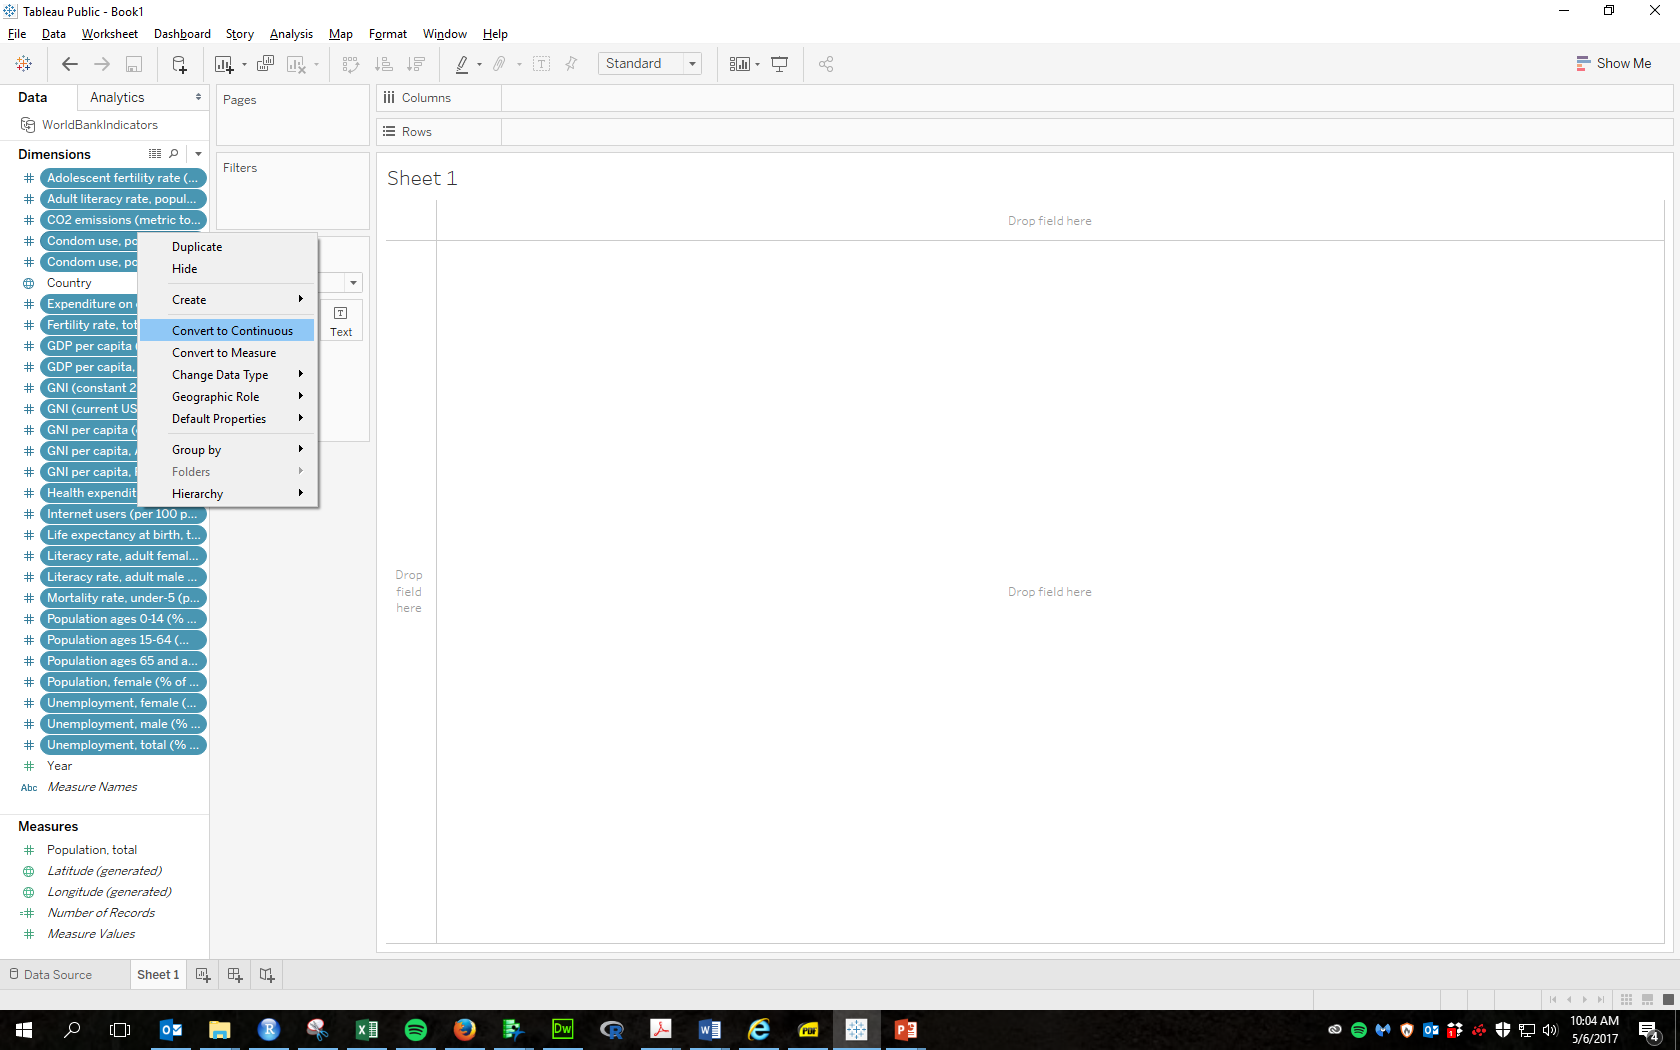 Tableau Public - Book1
File Data Worksheet Dashboard Story Analysis Map Format Window Help
Standard
Show Me
Data
Analytics
WorldBankIndicators
Dimensions
Adolescent fertility rate (...
Adult literacy rate, popul...
CO2 emissions (metric to...
Condom use, po
Condom use, po
Country
Expenditure on
Fertility rate, tot
GDP per capita
GDP per capita,
GNI (constant 2
GNI (current US
GNI per capita (
GNI per capita,
GNI per capita,
Health expendit
Internet users (per 100 p...
Life expectancy at birth, t...
Literacy rate, adult femal...
Literacy rate, adult male ...
Mortality rate, under-5 (p...
Population ages 0-14 (% ...
Population ages 15-64 (...
Population ages 65 and a...
Population, female (% of ...
Unemployment, female (...
Unemployment, male (% ...
Unemployment, total (% ...
Year
Abc Measure Names
Measures
Population, total
Latitude (generated)
Longitude (generated)
Number of Records
Measure Values
Duplicate
Hide
Create
Convert to Continuous
Convert to Measure
Change Data Type
Geographic Role
Default Properties
Group by
Folders
Hierarchy
Pages
Filters
T
Text
Columns
Rows
Sheet 1
Drop field here
Drop
field
here
Drop field here
Data Source
Sheet 1
10:04 AM
5/6/2017
4